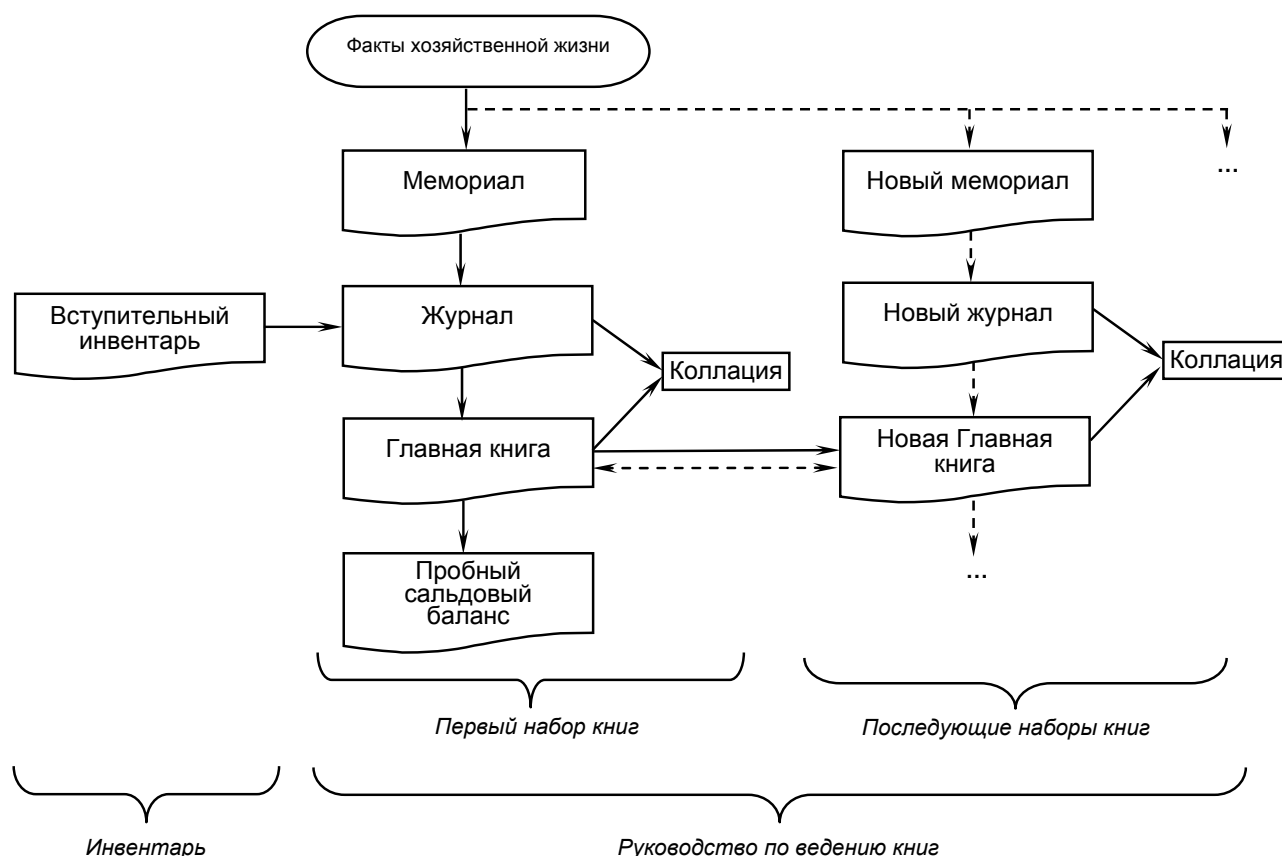 Факты хозяйственной жизни
Мемориал
Новый мемориал
...
Вступительный
инвентарь
Журнал
Новый журнал
Коллация
Коллация
Главная книга
Новая Главная
книга
Пробный
сальдовый
баланс
...
Первый набор книг
Последующие наборы книг
Инвентарь
Руководство по ведению книг